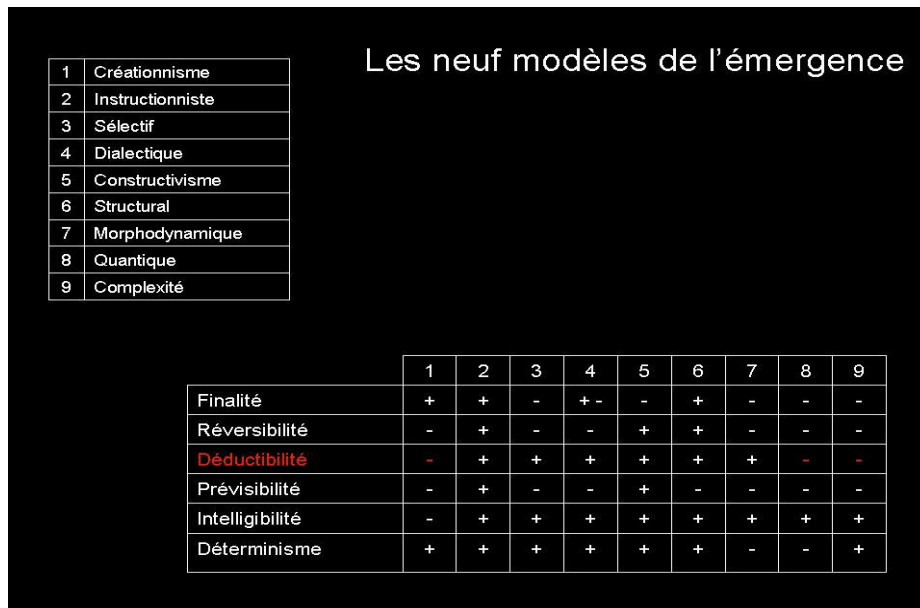 Les neuf modèles de l'émergence
1 Créationnisme
2 Instructionniste
3 Sélectif
4 Dialectique
5 Constructivisme
6 Structural
7 Morphodynamique
8 Quantique
9 Complexité
1 2 3 4 5 6 7 8 9
Finalité + + - + - - + - - -
Réversibilité - + - - + + - - -
Déductibilité - + + + + + + - -
Prévisibilité - + - - + - - - -
Intelligibilité - + + + + + + + +
Déterminisme + + + + + + - - +